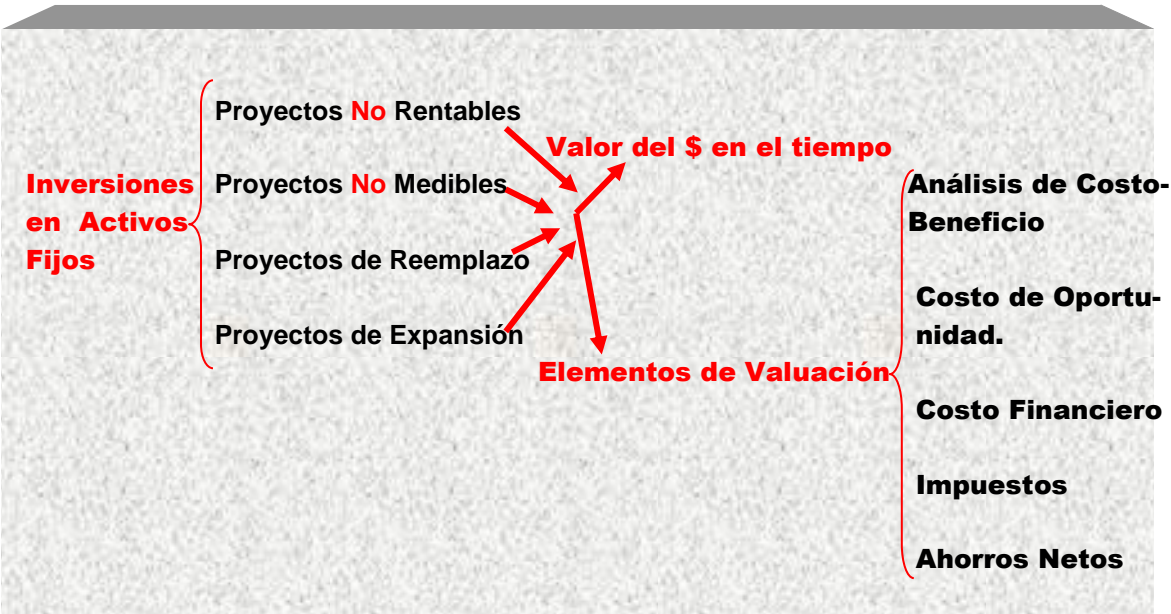 Proyectos No Rentables
Valor del $ en el tiempo
Inversiones
en Activos
Fijos
Proyectos No Medibles
Proyectos de Reemplazo
Proyectos de Expansión
Elementos de Valuación
Análisis de Costo-
Beneficio
Costo de Oportu-
nidad.
Costo Financiero
Impuestos
Ahorros Netos